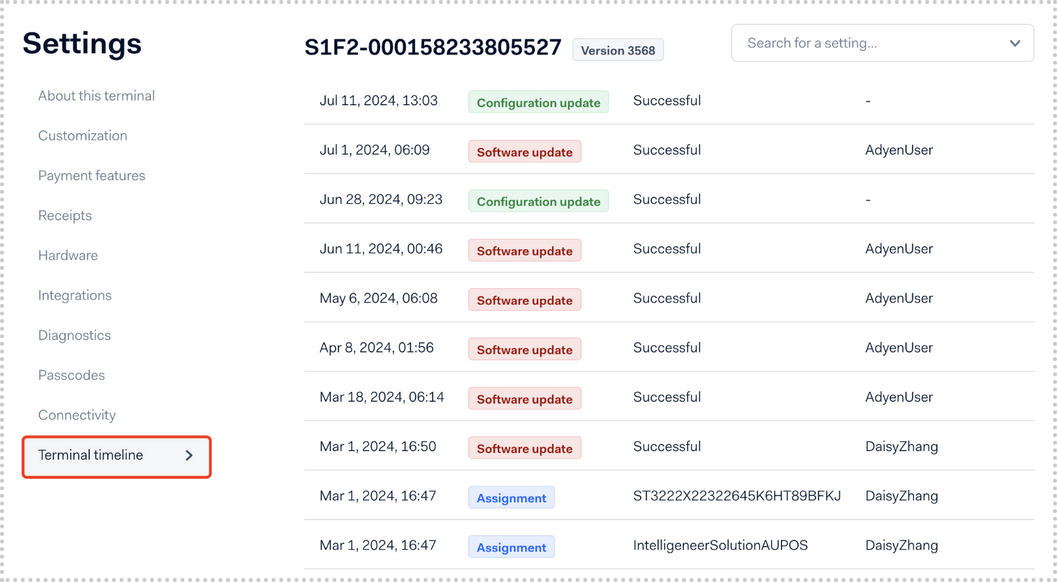 Settings
About this terminal
Customization
Payment features
Receipts
Hardware
Integrations
Diagnostics
Passcodes
Connectivity
Terminal timeline
S1F2-000158233805527 Version 3568 Search for a setting...
Jul 11, 2024, 13:03 Configuration update Successful -
Jul 1, 2024, 06:09 Software update Successful AdyenUser
Jun 28, 2024, 09:23 Configuration update Successful -
Jun 11, 2024, 00:46 Software update Successful AdyenUser
May 6, 2024, 06:08 Software update Successful AdyenUser
Apr 8, 2024, 01:56 Software update Successful AdyenUser
Mar 18, 2024, 06:14 Software update Successful AdyenUser
Mar 1, 2024, 16:50 Software update Successful DaisyZhang
Mar 1, 2024, 16:47 Assignment ST3222X22322645K6HT89BFKJ DaisyZhang
Mar 1, 2024, 16:47 Assignment IntelligeneerSolutionAUPOS DaisyZhang